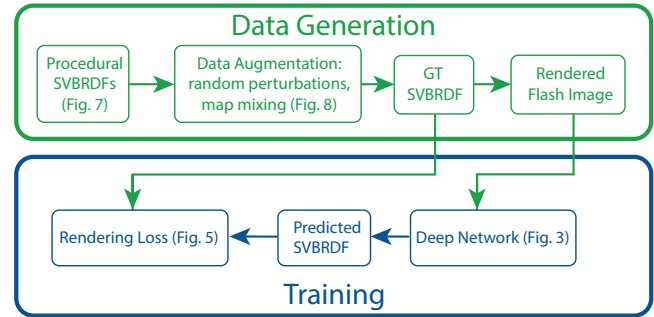 Data Generation
Procedural
SVBRDFs
(Fig. 7)
Data Augmentation:
random perturbations,
map mixing (Fig. 8)
GT
SVBRDF
Rendered
Flash Image
Rendering Loss (Fig. 5)
Predicted
SVBRDF
Deep Network (Fig. 3)
Training